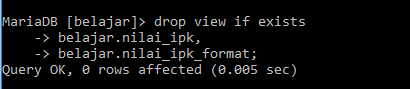 MariaDB [belajar]> drop view if exists
    -> belajar.nilai_ipk,
    -> belajar.nilai_ipk_format;
Query OK, 0 rows affected (0.005 sec)